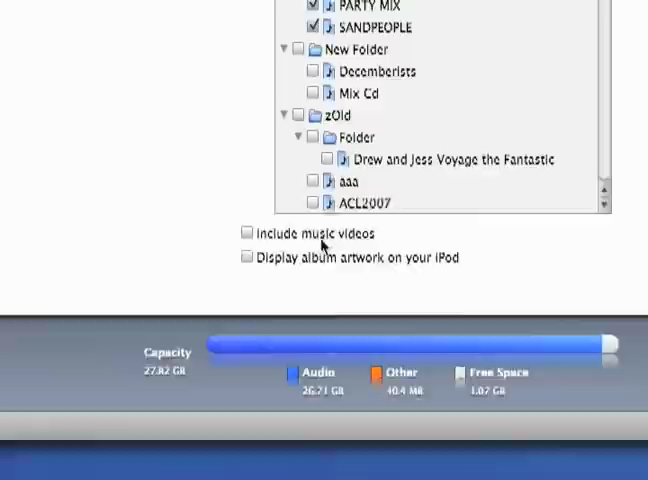 PARTY MIX
SANDPEOPLE
New Folder
Decemberists
Mix Cd
zOld
Folder
Drew and Jess Voyage the Fantastic
aaa
ACL2007
Include music videos
Display album artwork on your iPod
Capacity
27.82 GB
Audio
26.71 GB
Other
40.4 MB
Free Space
1.07 GB